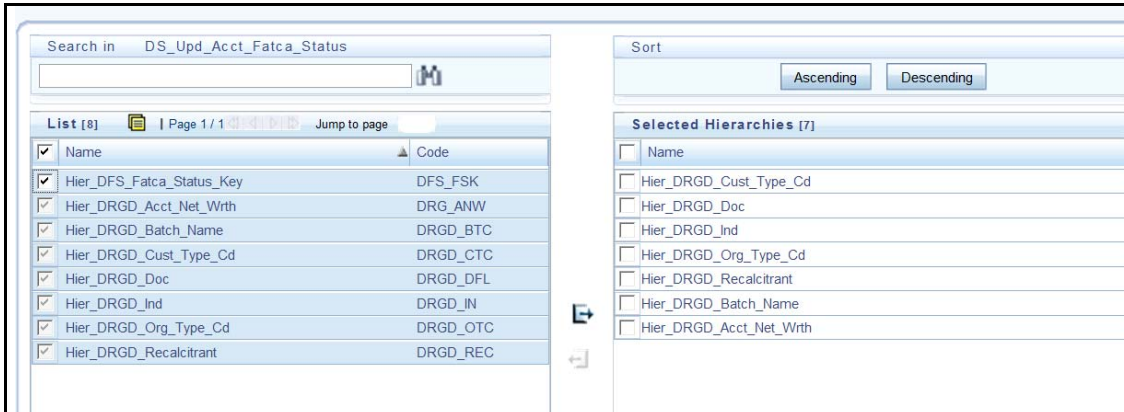 Search in DS_Upd_Acct_Fatca_Status
List [8] | Page 1 / 1 Jump to page
Name Code
Hier_DFS_Fatca_Status_Key DFS_FSK
Hier_DRGD_Acct_Net_Wrth DRG_ANW
Hier_DRGD_Batch_Name DRGD_BTC
Hier_DRGD_Cust_Type_Cd DRGD_CTC
Hier_DRGD_Doc DRGD_DFL
Hier_DRGD_Ind DRGD_IN
Hier_DRGD_Org_Type_Cd DRGD_OTC
Hier_DRGD_Recalcitrant DRGD_REC
Sort
Ascending Descending
Selected Hierarchies [7]
Name
Hier_DRGD_Cust_Type_Cd
Hier_DRGD_Doc
Hier_DRGD_Ind
Hier_DRGD_Org_Type_Cd
Hier_DRGD_Recalcitrant
Hier_DRGD_Batch_Name
Hier_DRGD_Acct_Net_Wrth